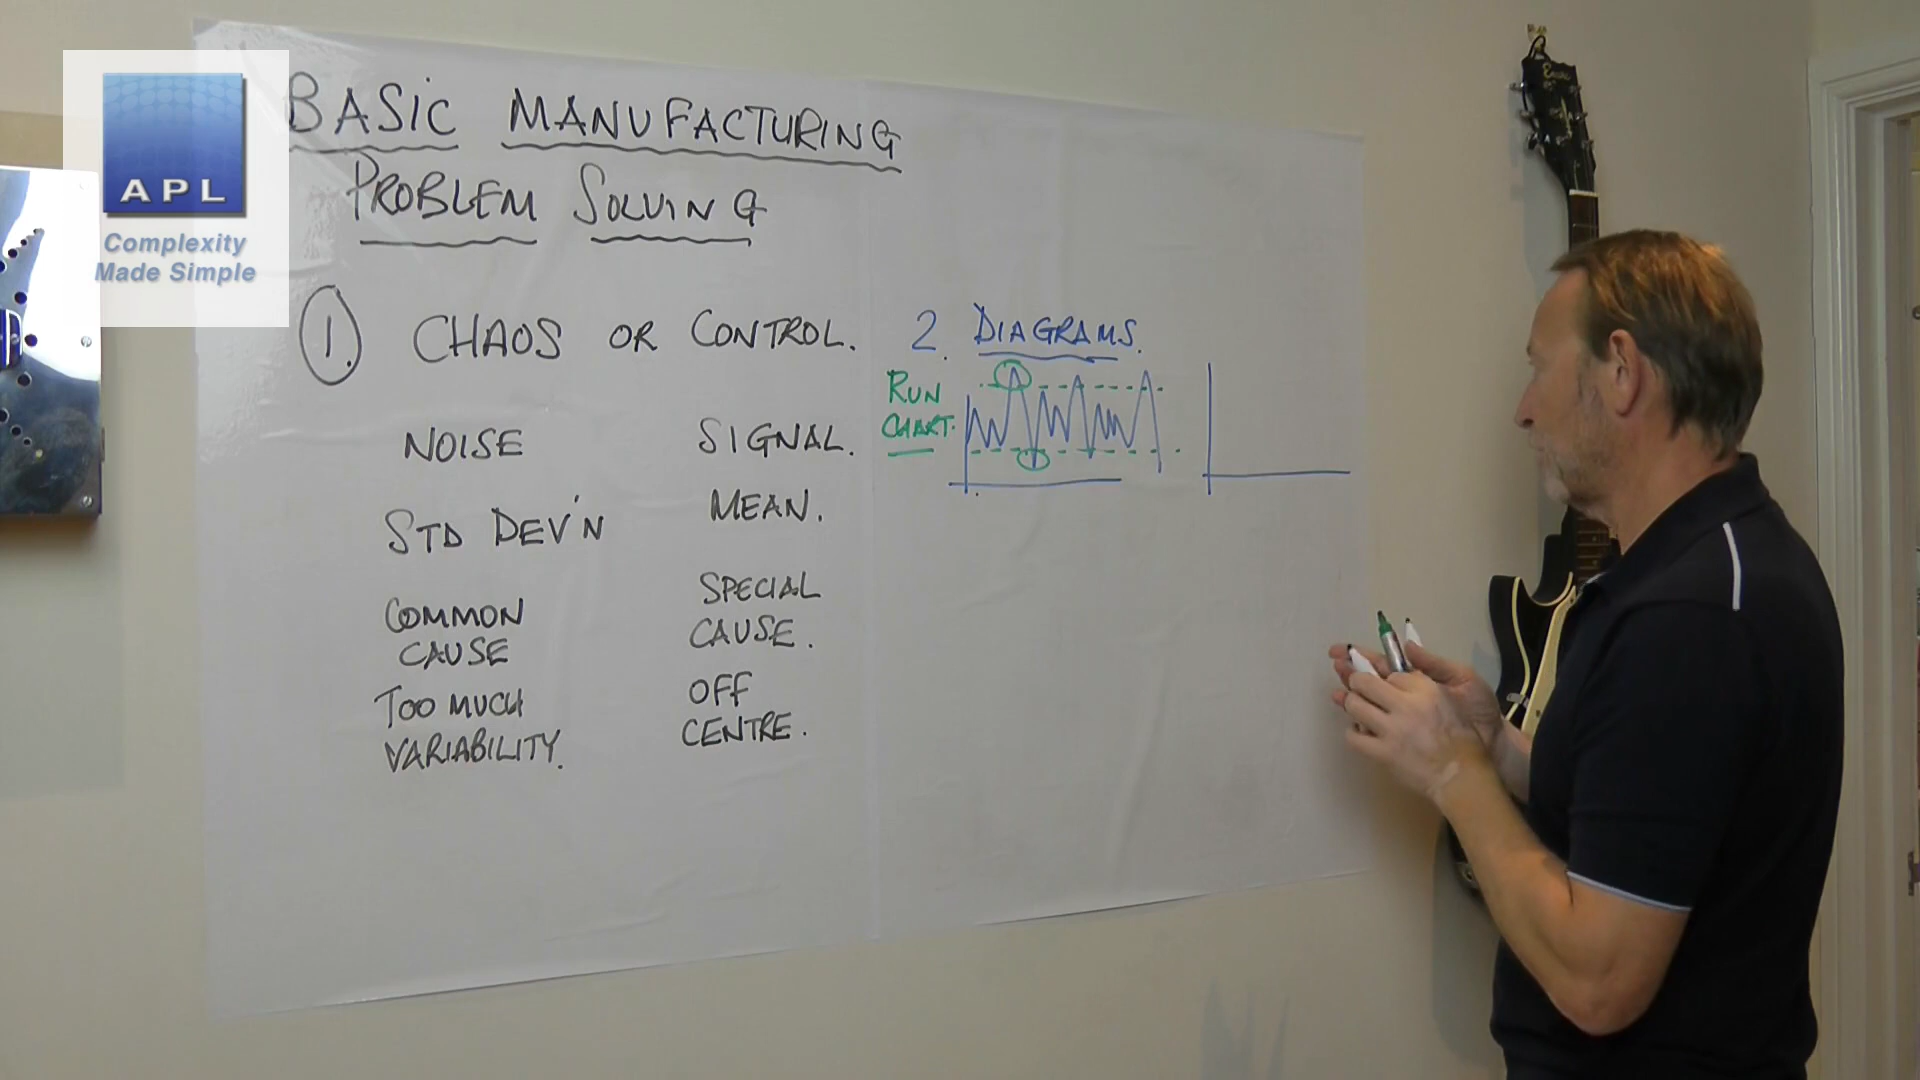 APL
Complexity
Made Simple
BASIC MANUFACTURING
PROBLEM SOLVING
1. CHAOS OR CONTROL.
NOISE SIGNAL.
STD DEV'N MEAN.
COMMON
CAUSE
SPECIAL
CAUSE.
TOO MUCH
VARIABILITY.
OFF
CENTRE.
2. DIAGRAMS.
RUN
CHART.